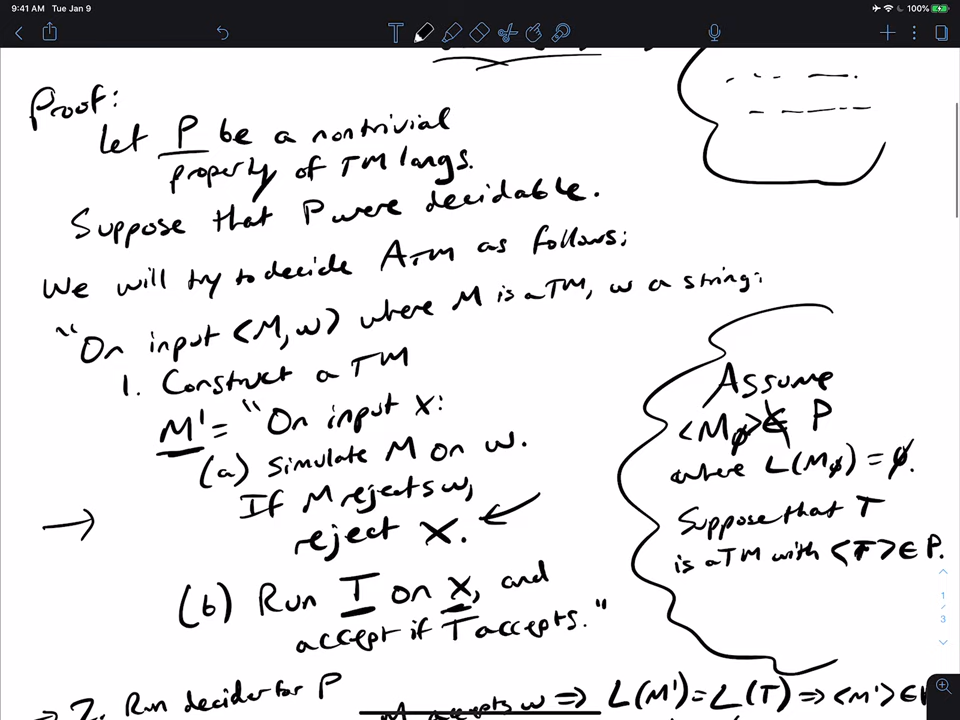 9:41 AM Tue Jan 9
100%
Proof:
Let P be a nontrivial
property of TM langs.
Suppose that P were decidable.
We will try to decide ATM as follows:
"On input <M, w> where M is a TM, w a string:
1. Construct a TM
M' = "On input x:
(a) Simulate M on w.
If M rejects w,
reject x.
(b) Run T on x, and
accept if T accepts."
2. Run decider for P
Assume
<M∅> ∉ P
where L(M∅) = ∅.
Suppose that T
is a TM with <T> ∈ P.
M accepts w ⟹ L(M') = L(T) ⟹ <M'> ∈
1
/
3